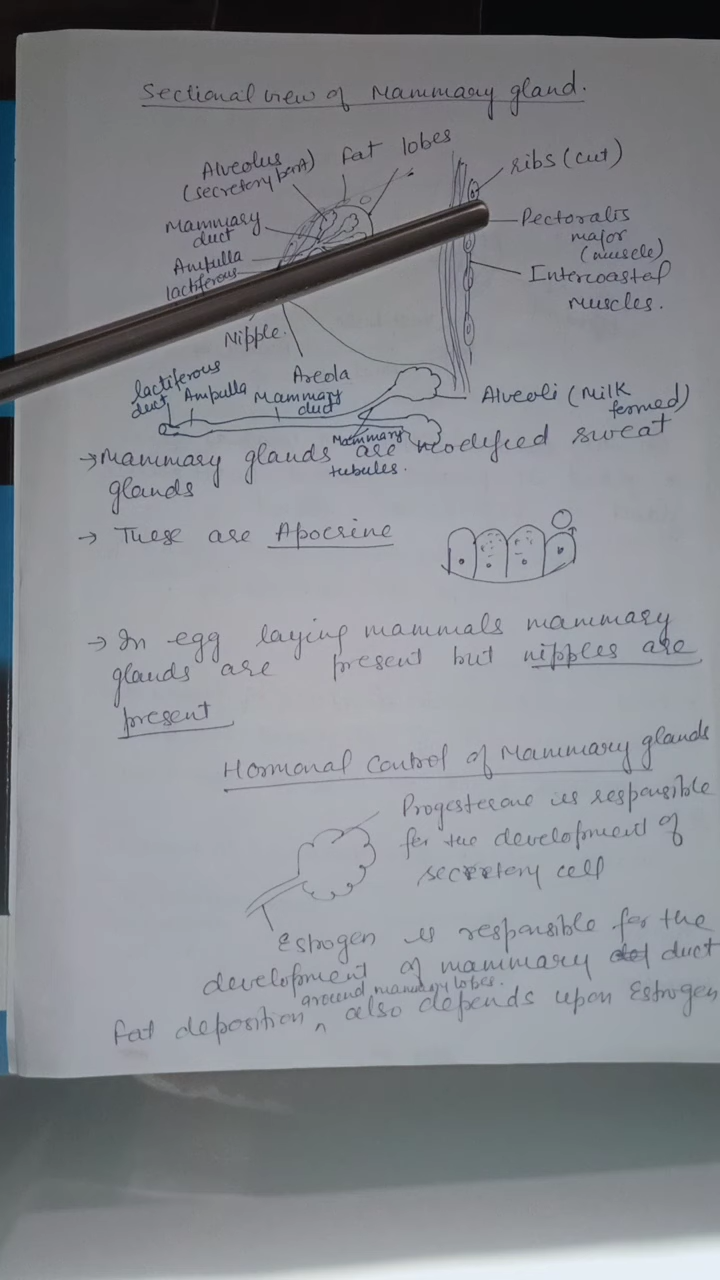 Sectional view of Mammary gland.
Alveolus
(secretory part)
Fat lobes
Mammary
duct
Ampulla
lactiferous
Nipple.
Areola
ribs (cut)
Pectoralis
major
(muscle)
Intercoastal
muscles.
lactiferous
duct
Ampulla
Mammary
duct
Mammary
tubules.
Alveoli (Milk
formed)
→ Mammary glands are modified sweat
glands
→ These are Apocrine
→ In egg laying mammals mammary
glands are present but nipples are
present
Hormonal Control of Mammary glands
Progesterone is responsible
for the development of
secretory cell
Estrogen is responsible for the
development of mammary duct
around mammary lobes.
Fat deposition ^ also depends upon Estrogen